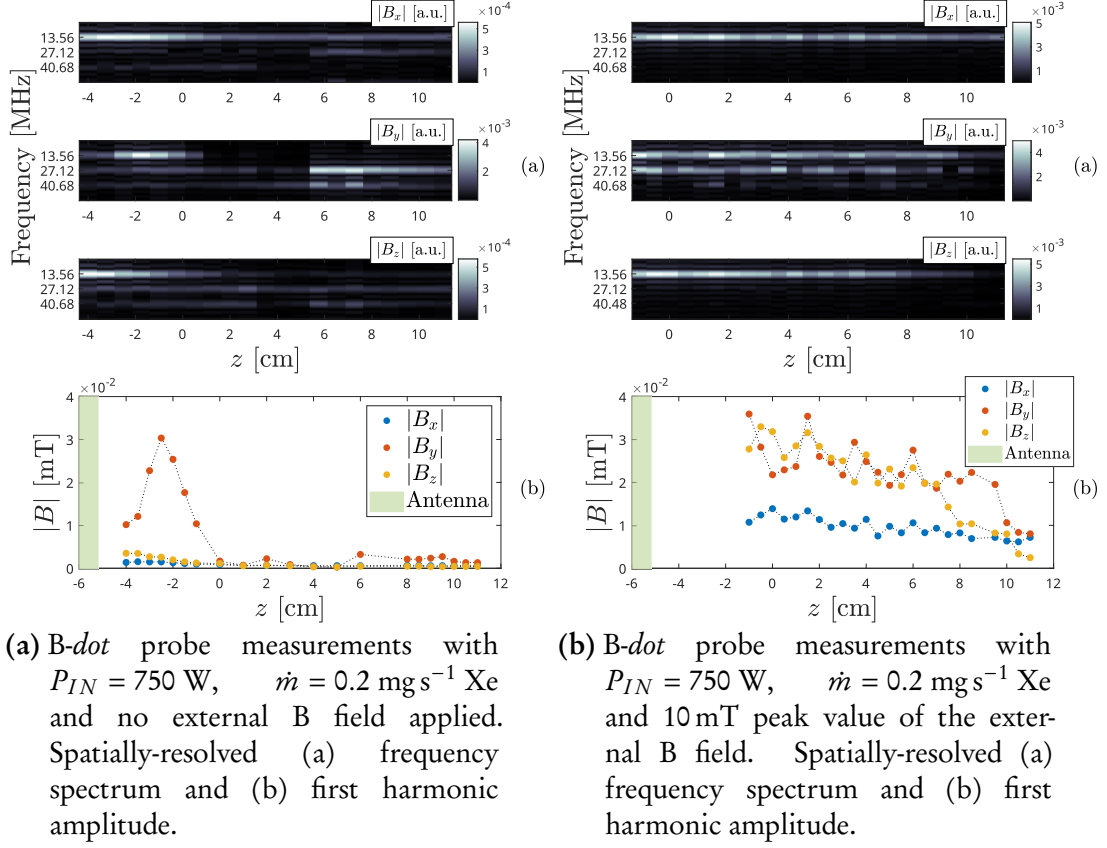 |B_x| [a.u.]
×10⁻⁴
13.56
27.12
40.68
5
3
1
-4 -2 0 2 4 6 8 10
|B_y| [a.u.]
×10⁻³
13.56
27.12
40.68
4
2
-4 -2 0 2 4 6 8 10
|B_z| [a.u.]
×10⁻⁴
13.56
27.12
40.68
5
3
1
-4 -2 0 2 4 6 8 10
Frequency [MHz]
z [cm]
(a)
×10⁻²
4
3
2
1
0
|B| [mT]
|B_x|
|B_y|
|B_z|
Antenna
(b)
-6 -4 -2 0 2 4 6 8 10 12
z [cm]
(a) B-dot probe measurements with
P_IN = 750 W, ṁ = 0.2 mg s⁻¹ Xe
and no external B field applied.
Spatially-resolved (a) frequency
spectrum and (b) first harmonic
amplitude.
|B_x| [a.u.]
×10⁻³
13.56
27.12
40.68
5
3
1
0 2 4 6 8 10
|B_y| [a.u.]
×10⁻³
13.56
27.12
40.68
4
2
0 2 4 6 8 10
|B_z| [a.u.]
×10⁻³
13.56
27.12
40.48
5
3
1
0 2 4 6 8 10
Frequency [MHz]
z [cm]
(a)
×10⁻²
4
3
2
1
0
|B| [mT]
|B_x|
|B_y|
|B_z|
Antenna
(b)
-6 -4 -2 0 2 4 6 8 10 12
z [cm]
(b) B-dot probe measurements with
P_IN = 750 W, ṁ = 0.2 mg s⁻¹ Xe
and 10 mT peak value of the exter-
nal B field. Spatially-resolved (a)
frequency spectrum and (b) first
harmonic amplitude.